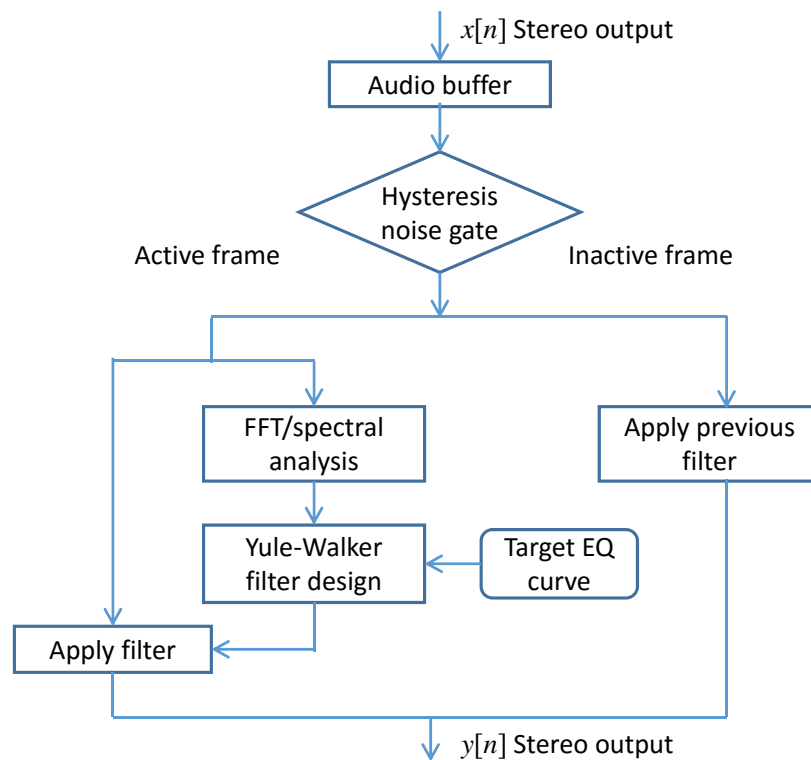 x[n] Stereo output
Audio buffer
Hysteresis
noise gate
Active frame
Inactive frame
FFT/spectral
analysis
Apply previous
filter
Yule-Walker
filter design
Target EQ
curve
Apply filter
y[n] Stereo output